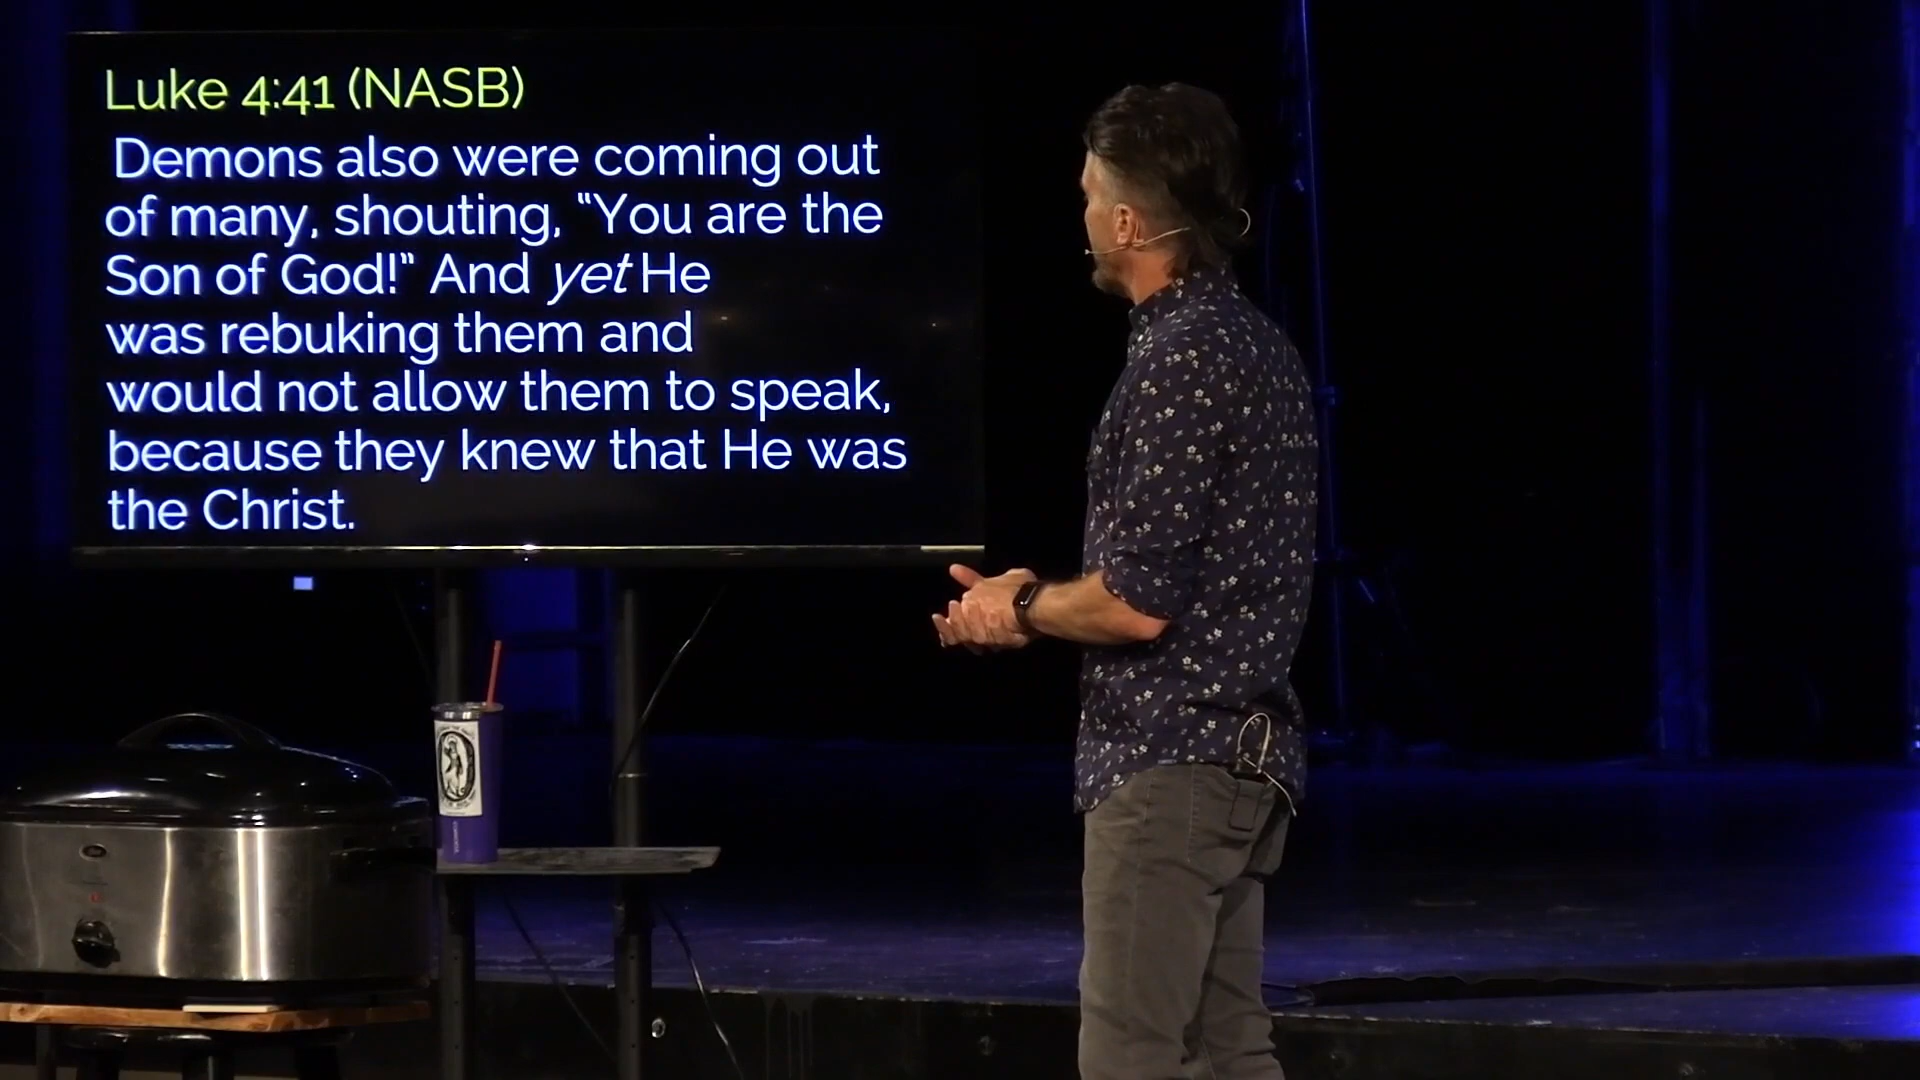 Luke 4:41 (NASB)
Demons also were coming out
of many, shouting, “You are the
Son of God!” And yet He
was rebuking them and
would not allow them to speak,
because they knew that He was
the Christ.